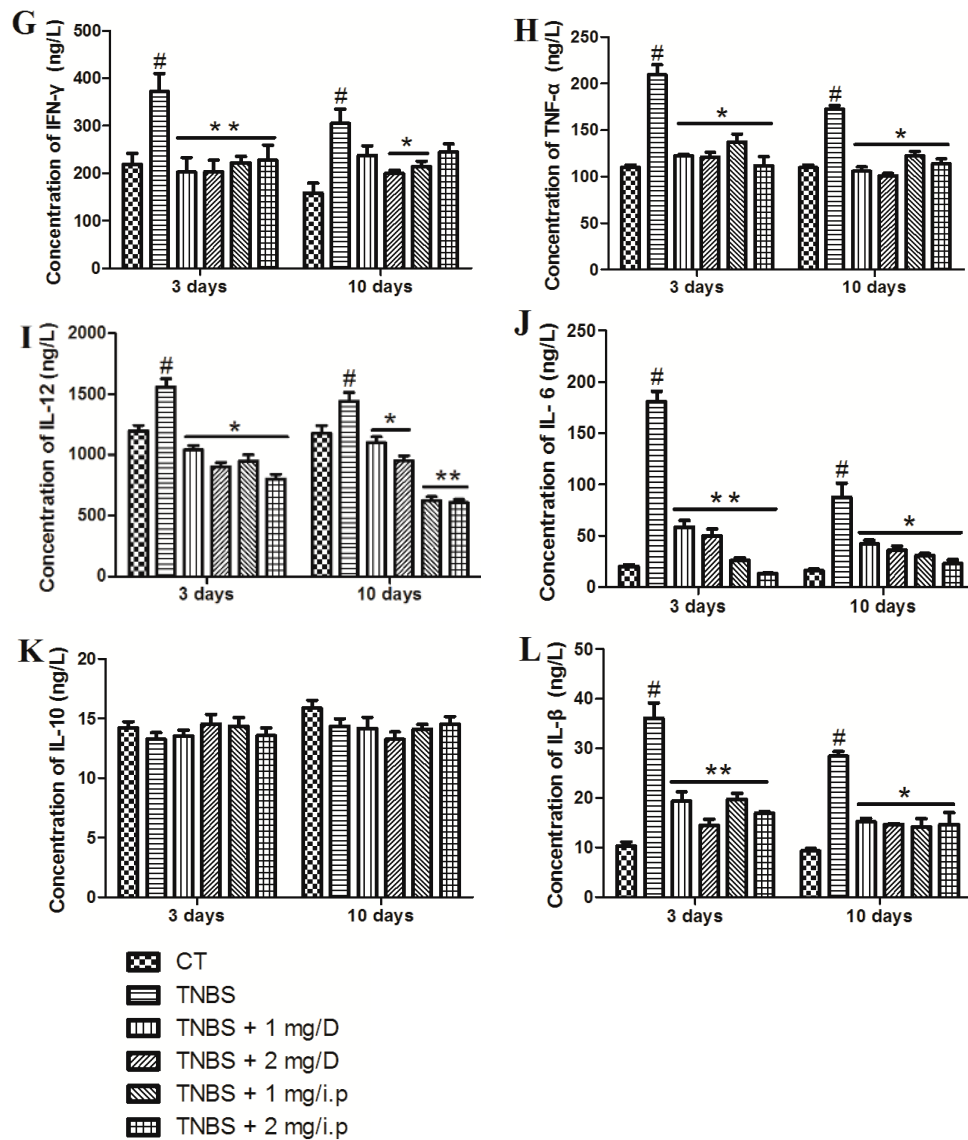 G
Concentration of IFN-γ (ng/L)
500
400
300
200
100
0
#
* *
#
*
3 days
10 days
H
Concentration of TNF-α (ng/L)
250
200
150
100
50
0
#
*
#
*
3 days
10 days
I
Concentration of IL-12 (ng/L)
2000
1500
1000
500
0
#
*
#
*
**
3 days
10 days
J
Concentration of IL- 6 (ng/L)
250
200
150
100
50
0
#
* *
#
*
3 days
10 days
K
Concentration of IL-10 (ng/L)
20
15
10
5
0
3 days
10 days
L
Concentration of IL-β (ng/L)
50
40
30
20
10
0
#
**
#
*
3 days
10 days
CT
TNBS
TNBS + 1 mg/D
TNBS + 2 mg/D
TNBS + 1 mg/i.p
TNBS + 2 mg/i.p